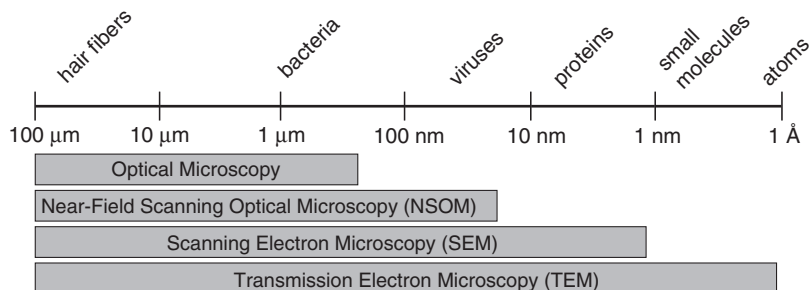 hair fibers
bacteria
viruses
proteins
small
molecules
atoms
100 μm 10 μm 1 μm 100 nm 10 nm 1 nm 1 Å
Optical Microscopy
Near-Field Scanning Optical Microscopy (NSOM)
Scanning Electron Microscopy (SEM)
Transmission Electron Microscopy (TEM)